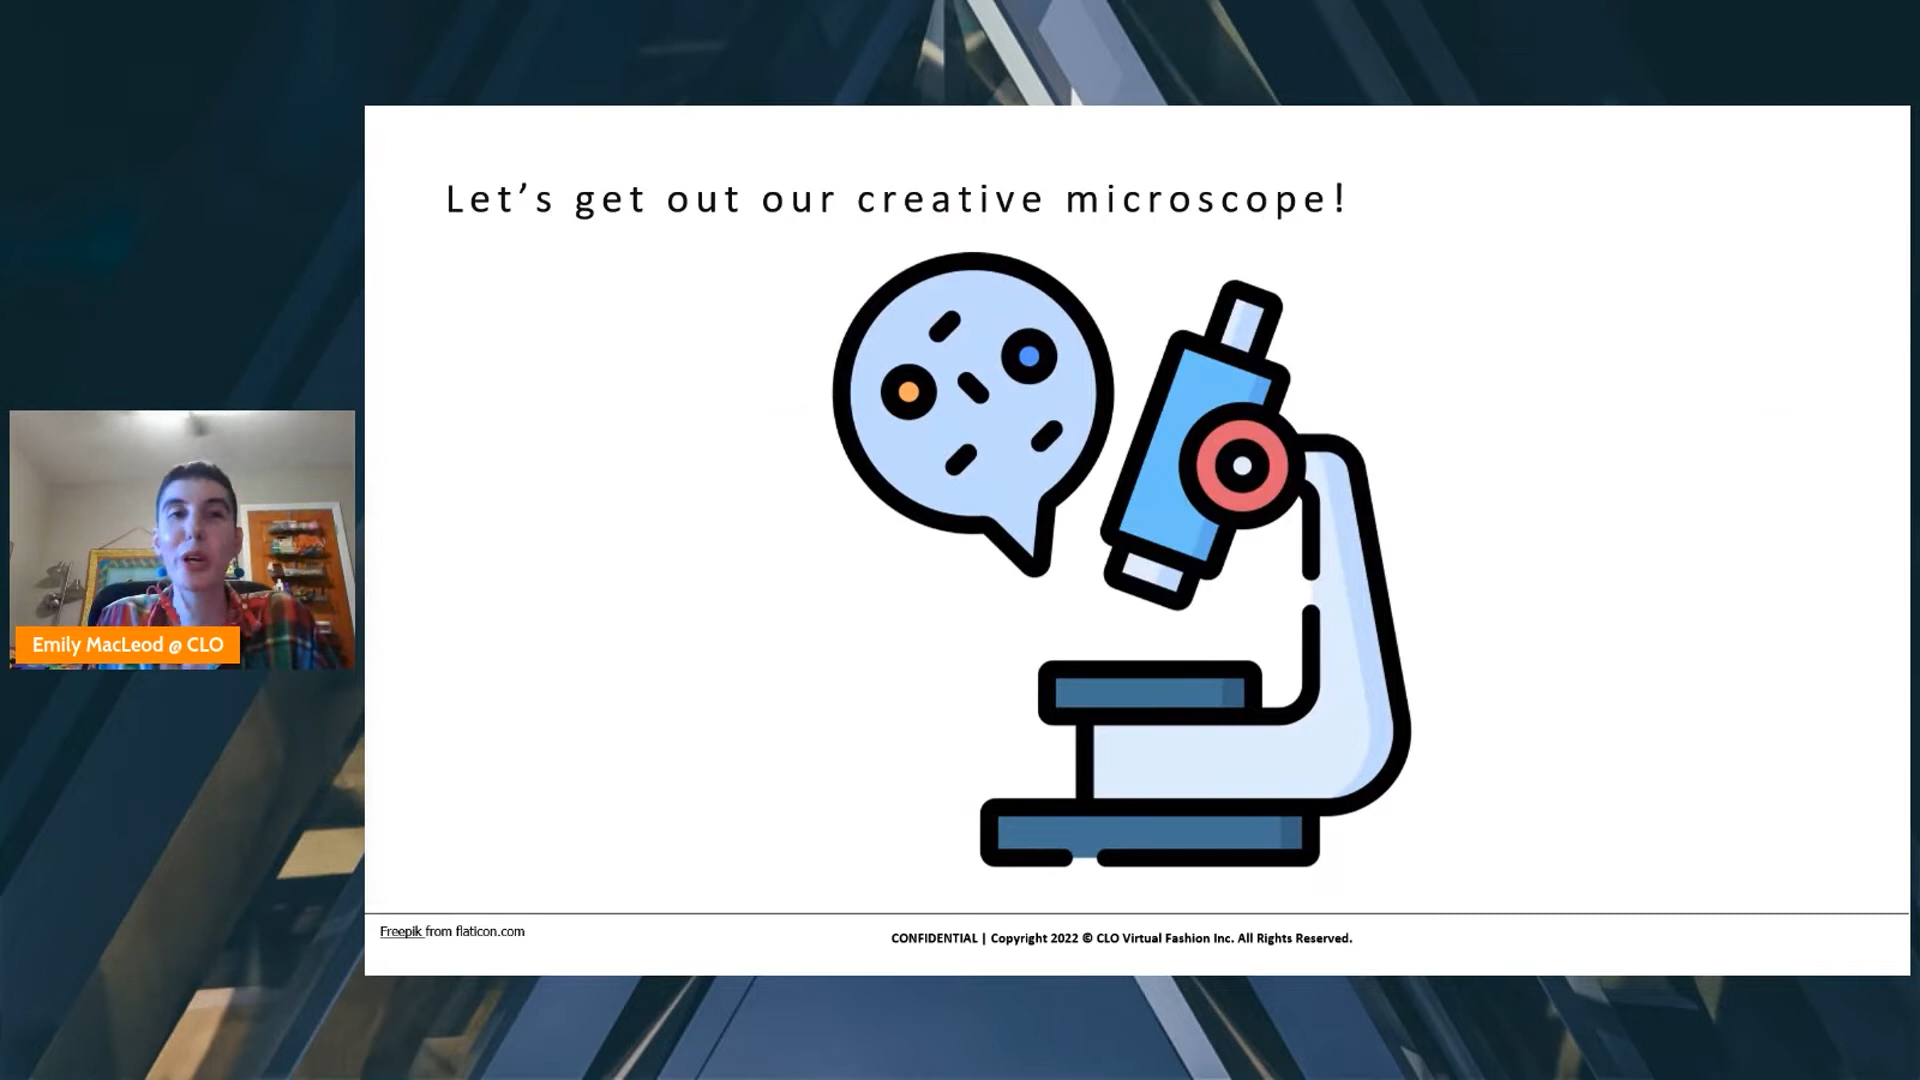 Let’s get out our creative microscope!
Emily MacLeod @ CLO
Freepik from flaticon.com
CONFIDENTIAL | Copyright 2022 © CLO Virtual Fashion Inc. All Rights Reserved.